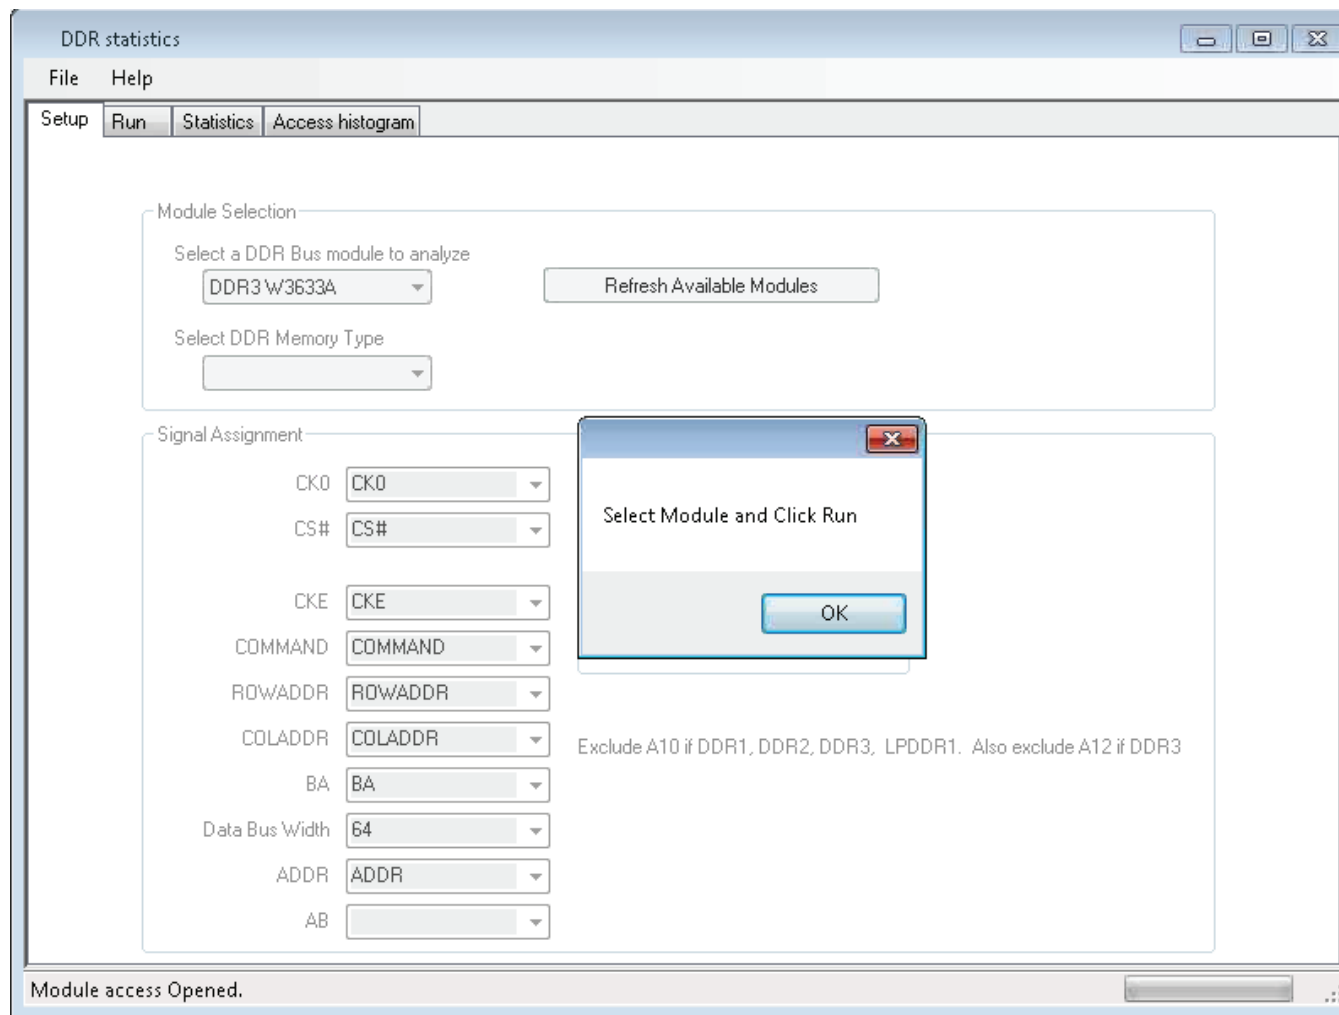 DDR statistics
File Help
Setup Run Statistics Access histogram
Module Selection
Select a DDR Bus module to analyze
DDR3 W3633A Refresh Available Modules
Select DDR Memory Type
Signal Assignment
CK0 CK0
CS# CS#
Select Module and Click Run
CKE CKE
OK
COMMAND COMMAND
ROWADDR ROWADDR
COLADDR COLADDR
Exclude A10 if DDR1, DDR2, DDR3, LPDDR1. Also exclude A12 if DDR3
BA BA
Data Bus Width 64
ADDR ADDR
AB
Module access Opened.